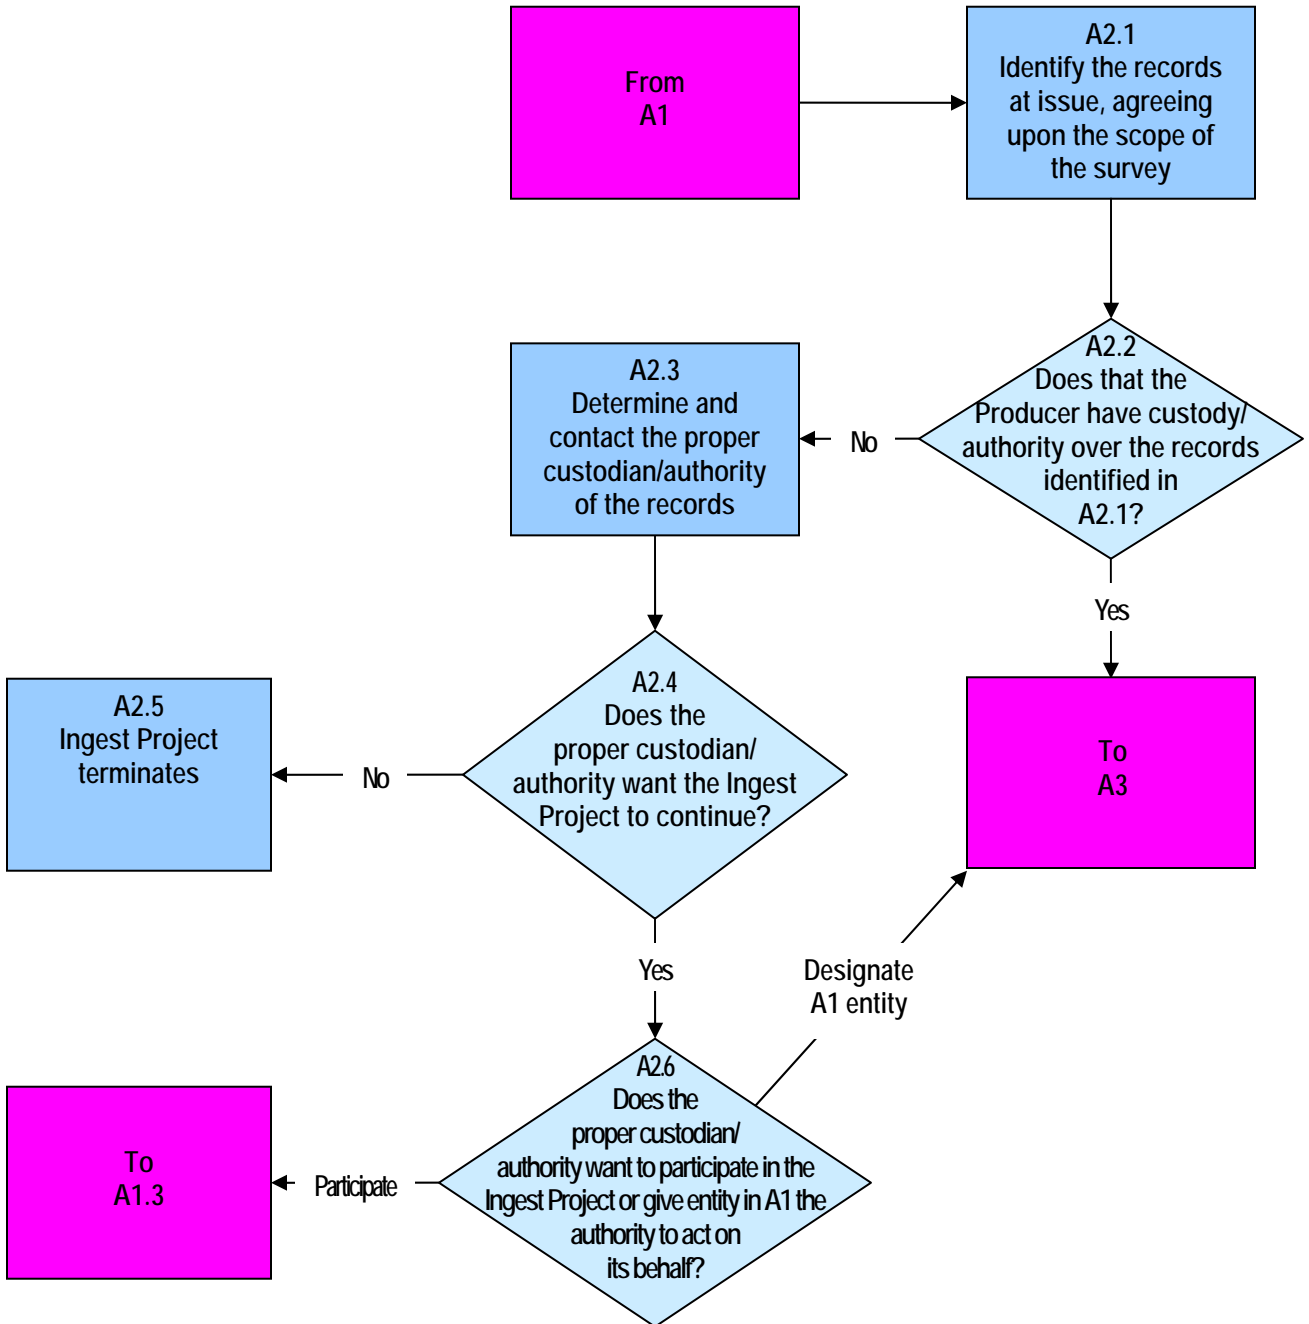 From
A1
A2.1
Identify the records
at issue, agreeing
upon the scope of
the survey
A2.2
Does that the
Producer have custody/
authority over the records
identified in
A2.1?
No
Yes
A2.3
Determine and
contact the proper
custodian/authority
of the records
A2.4
Does the
proper custodian/
authority want the Ingest
Project to continue?
No
A2.5
Ingest Project
terminates
To
A3
Yes
Designate
A1 entity
A2.6
Does the
proper custodian/
authority want to participate in the
Ingest Project or give entity in A1 the
authority to act on
its behalf?
Participate
To
A1.3